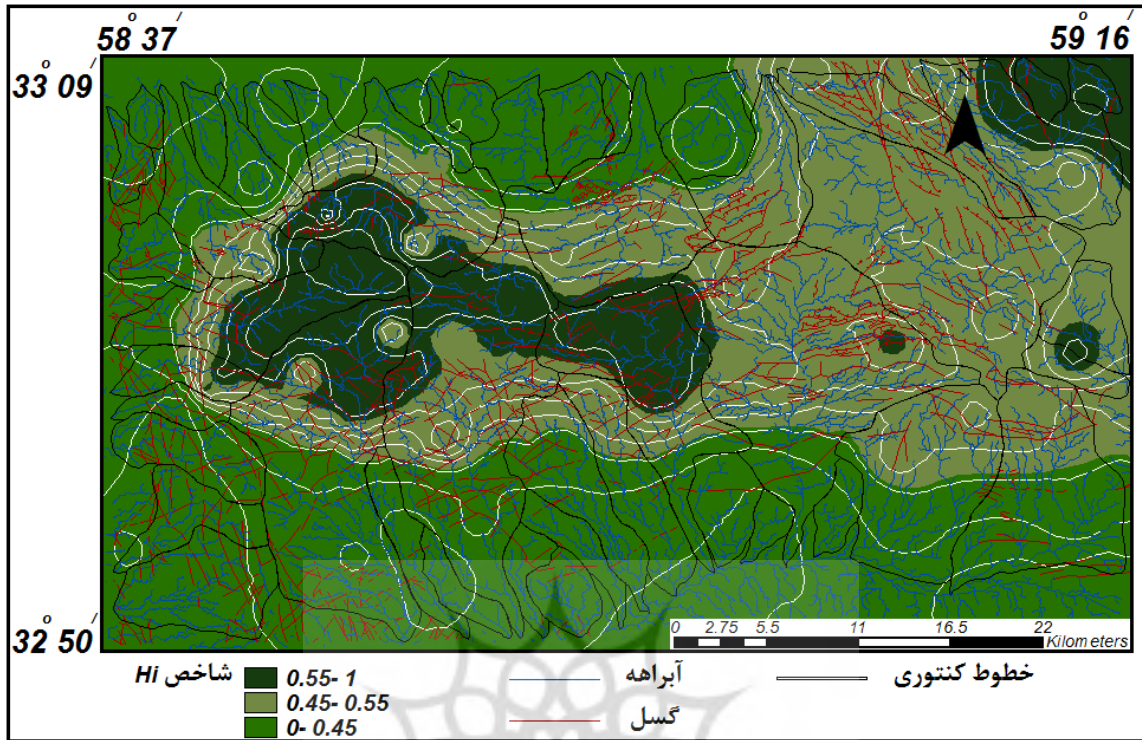 58° 37′
59° 16′
33° 09′
32° 50′
0 2.75 5.5 11 16.5 22
Kilometers
شاخص Hi
0.55- 1
0.45- 0.55
0- 0.45
آبراهه
گسل
خطوط کنتوری